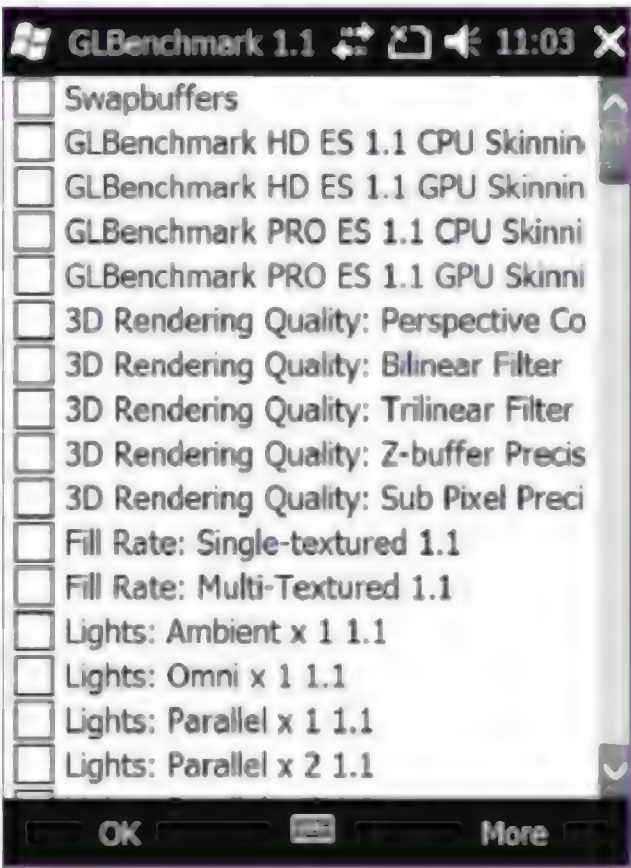 GLBenchmark 1.1 11:03
Swapbuffers
GLBenchmark HD ES 1.1 CPU Skinnin
GLBenchmark HD ES 1.1 GPU Skinnin
GLBenchmark PRO ES 1.1 CPU Skinni
GLBenchmark PRO ES 1.1 GPU Skinni
3D Rendering Quality: Perspective Co
3D Rendering Quality: Bilinear Filter
3D Rendering Quality: Trilinear Filter
3D Rendering Quality: Z-buffer Precis
3D Rendering Quality: Sub Pixel Preci
Fill Rate: Single-textured 1.1
Fill Rate: Multi-Textured 1.1
Lights: Ambient x 1 1.1
Lights: Omni x 1 1.1
Lights: Parallel x 1 1.1
Lights: Parallel x 2 1.1
OK More